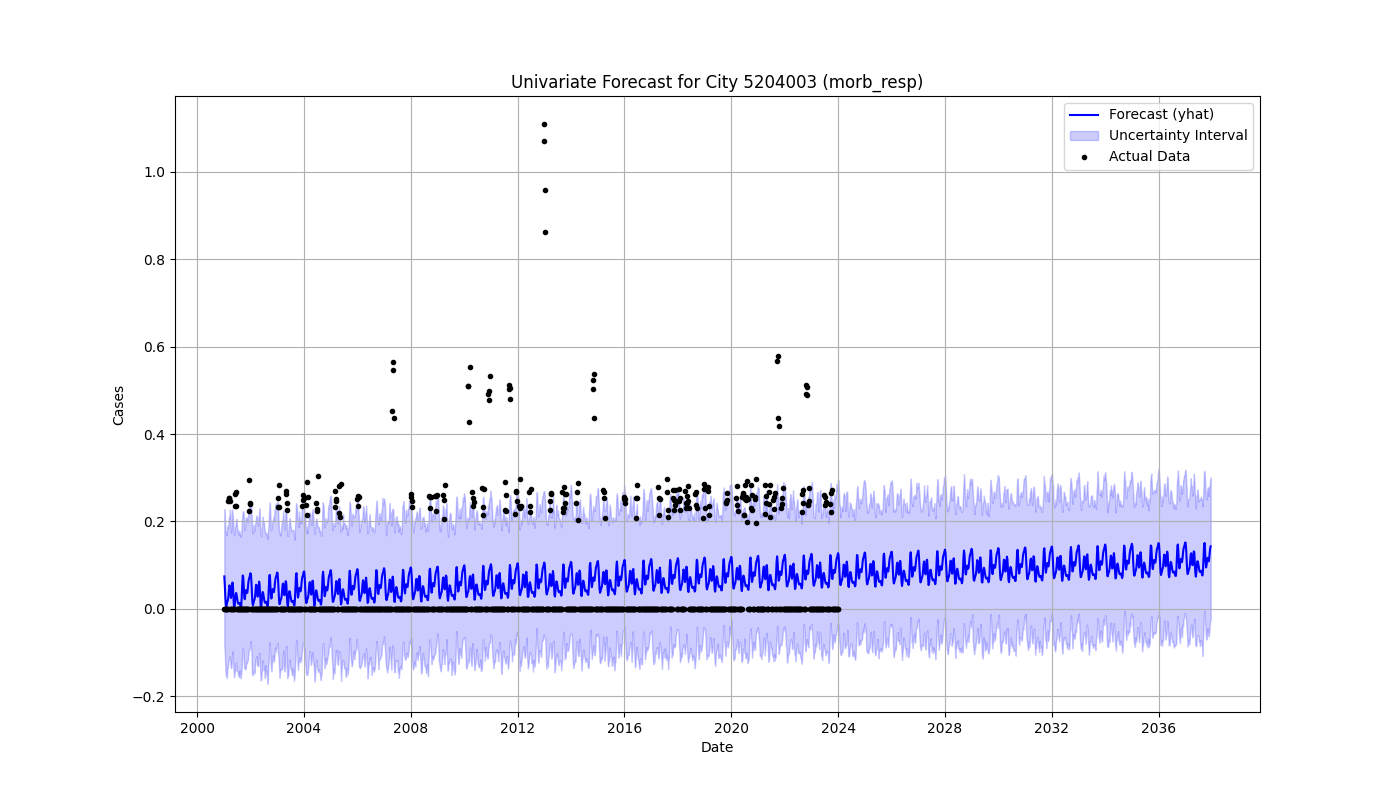 Univariate Forecast for City 5204003 (morb_resp)
Forecast (yhat)
Uncertainty Interval
Actual Data
Cases
1.0
0.8
0.6
0.4
0.2
0.0
−0.2
2000 2004 2008 2012 2016 2020 2024 2028 2032 2036
Date